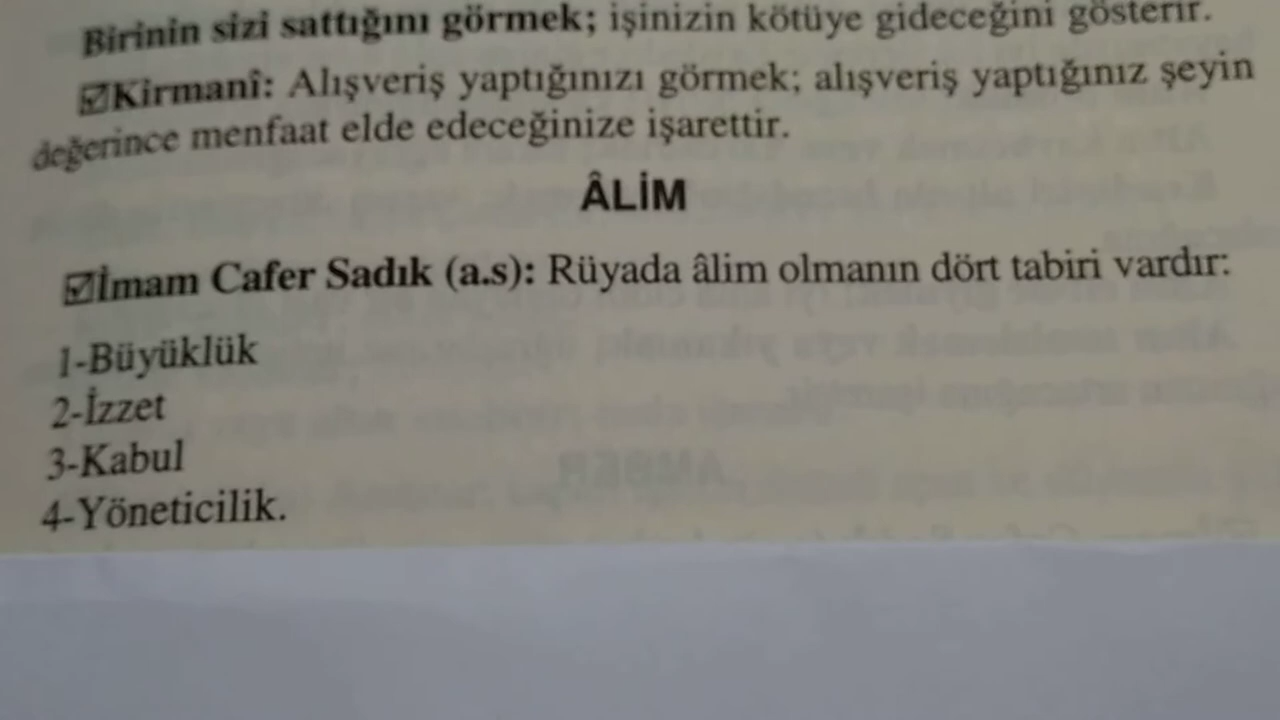 Birinin sizi sattığını görmek; işinizin kötüye gideceğini gösterir.
☑Kirmanî: Alışveriş yaptığınızı görmek; alışveriş yaptığınız şeyin
değerince menfaat elde edeceğinize işarettir.
ÂLİM
☑İmam Cafer Sadık (a.s): Rüyada âlim olmanın dört tabiri vardır:
1-Büyüklük
2-İzzet
3-Kabul
4-Yöneticilik.